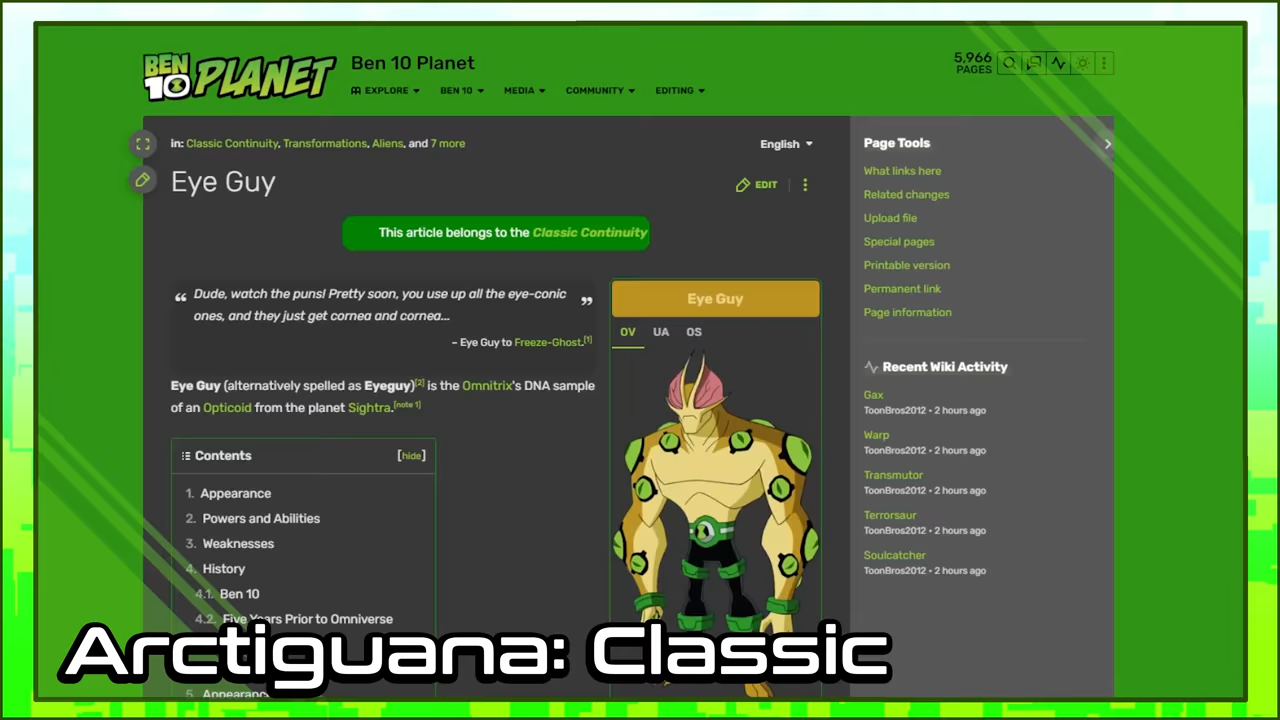 BEN 10 PLANET
Ben 10 Planet
5,966
PAGES
EXPLORE
BEN 10
MEDIA
COMMUNITY
EDITING
in: Classic Continuity, Transformations, Aliens, and 7 more
English
Eye Guy
EDIT
This article belongs to the Classic Continuity
“ Dude, watch the puns! Pretty soon, you use up all the eye-conic ”
ones, and they just get cornea and cornea...
– Eye Guy to Freeze-Ghost.[1]
Eye Guy (alternatively spelled as Eyeguy)[2] is the Omnitrix's DNA sample
of an Opticoid from the planet Sightra.[note 1]
Contents [hide]
1. Appearance
2. Powers and Abilities
3. Weaknesses
4. History
4.1. Ben 10
4.2. Five Years Prior to Omniverse
5. Appearanc
Eye Guy
OV UA OS
Page Tools
What links here
Related changes
Upload file
Special pages
Printable version
Permanent link
Page information
Recent Wiki Activity
Gax
ToonBros2012 • 2 hours ago
Warp
ToonBros2012 • 2 hours ago
Transmutor
ToonBros2012 • 2 hours ago
Terrorsaur
ToonBros2012 • 2 hours ago
Soulcatcher
ToonBros2012 • 2 hours ago
Arctiguana: Classic